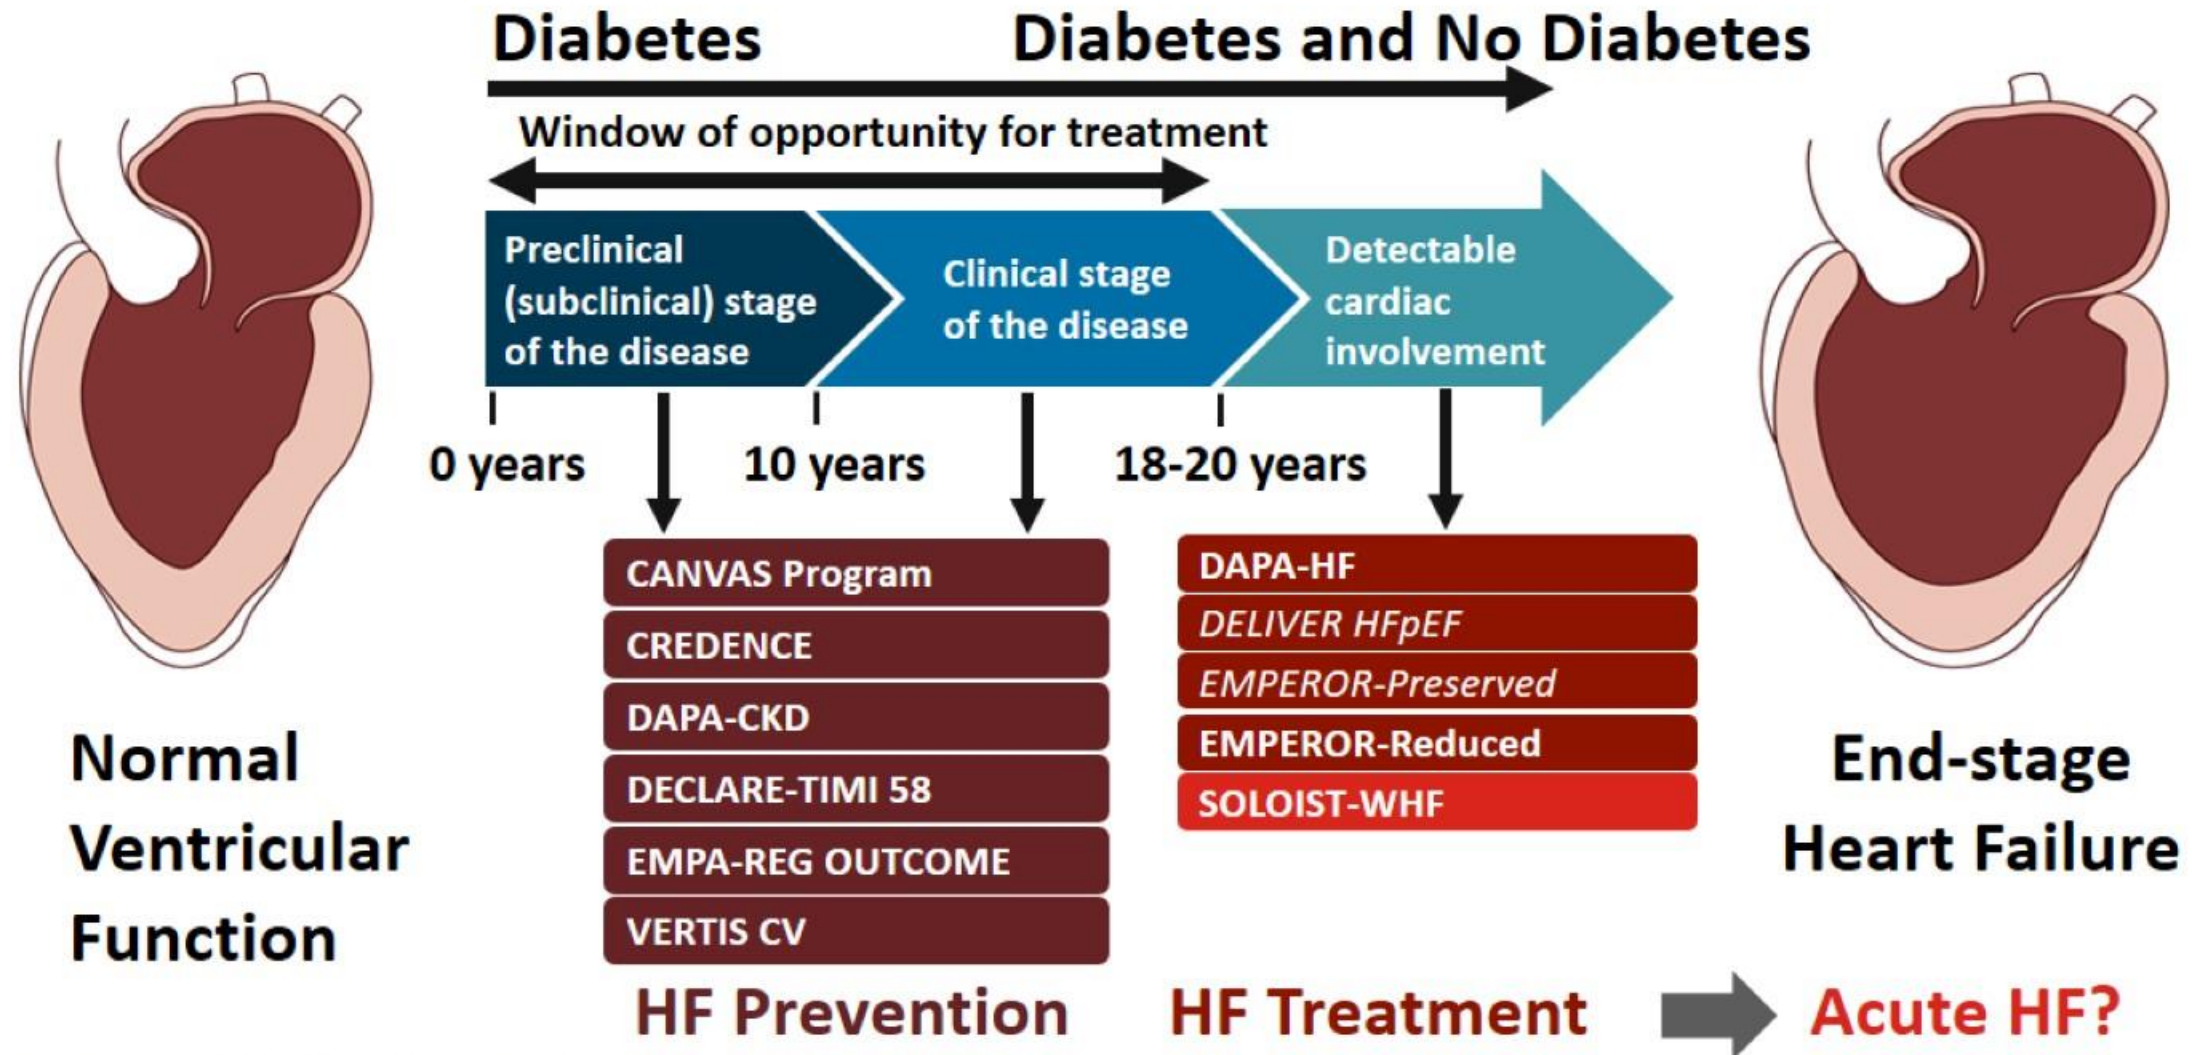 Diabetes
Diabetes and No Diabetes
Window of opportunity for treatment
Preclinical
(subclinical) stage
of the disease
Clinical stage
of the disease
Detectable
cardiac
involvement
0 years
10 years
18-20 years
CANVAS Program
CREDENCE
DAPA-CKD
DECLARE-TIMI 58
EMPA-REG OUTCOME
VERTIS CV
DAPA-HF
DELIVER HFpEF
EMPEROR-Preserved
EMPEROR-Reduced
SOLOIST-WHF
Normal
Ventricular
Function
End-stage
Heart Failure
HF Prevention
HF Treatment
Acute HF?